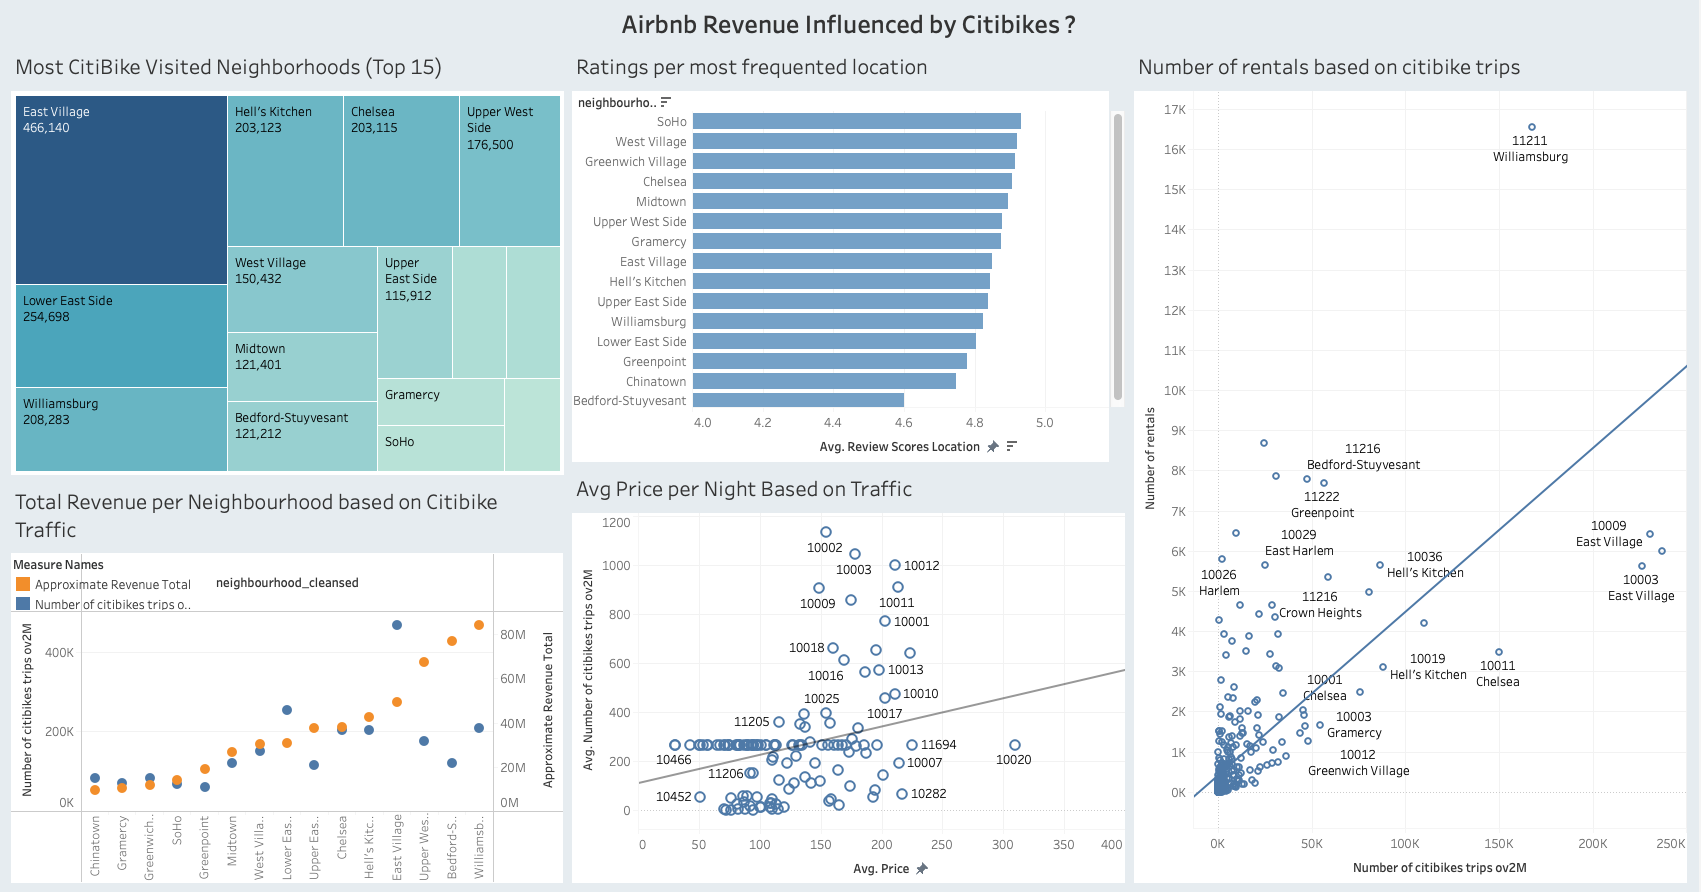 Airbnb Revenue Influenced by Citibikes ?
Most CitiBike Visited Neighborhoods (Top 15)
East Village
466,140
Hell's Kitchen
203,123
Chelsea
203,115
Upper West
Side
176,500
Lower East Side
254,698
West Village
150,432
Upper
East Side
115,912
Midtown
121,401
Williamsburg
208,283
Bedford-Stuyvesant
121,212
Gramercy
SoHo
Ratings per most frequented location
neighbourho..
SoHo
West Village
Greenwich Village
Chelsea
Midtown
Upper West Side
Gramercy
East Village
Hell's Kitchen
Upper East Side
Williamsburg
Lower East Side
Greenpoint
Chinatown
Bedford-Stuyvesant
4.0 4.2 4.4 4.6 4.8 5.0
Avg. Review Scores Location
Total Revenue per Neighbourhood based on Citibike
Traffic
Measure Names
Approximate Revenue Total
Number of citibikes trips o..
neighbourhood_cleansed
Number of citibikes trips ov2M
400K
200K
0K
80M
60M
40M
20M
0M
Approximate Revenue Total
Chinatown
Gramercy
Greenwich..
SoHo
Greenpoint
Midtown
West Villa..
Lower Eas..
Upper Eas..
Chelsea
Hell's Kitc..
East Village
Upper Wes..
Bedford-S..
Williamsb..
Avg Price per Night Based on Traffic
Avg. Number of citibikes trips ov2M
1200
1000
800
600
400
200
0
10002
10003
10012
10009
10011
10001
10018
10016
10013
10025
10010
10017
11205
11694
10466
10007
10020
11206
10452
10282
0 50 100 150 200 250 300 350 400
Avg. Price
Number of rentals based on citibike trips
Number of rentals
17K
16K
15K
14K
13K
12K
11K
10K
9K
8K
7K
6K
5K
4K
3K
2K
1K
0K
11211
Williamsburg
11216
Bedford-Stuyvesant
11222
Greenpoint
10029
East Harlem
10009
East Village
10036
Hell's Kitchen
10026
Harlem
10003
East Village
11216
Crown Heights
10019
Hell's Kitchen
10011
Chelsea
10001
Chelsea
10003
Gramercy
10012
Greenwich Village
0K 50K 100K 150K 200K 250K
Number of citibikes trips ov2M